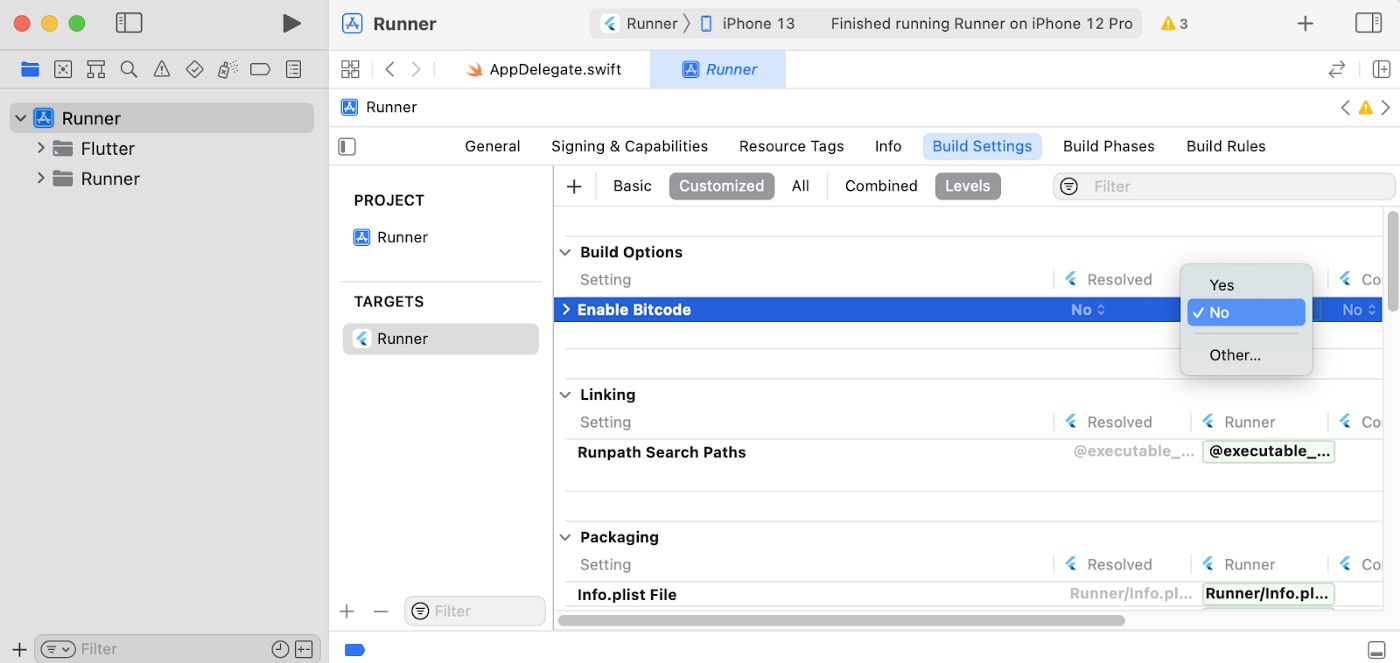 Runner
Runner
iPhone 13
Finished running Runner on iPhone 12 Pro
3
AppDelegate.swift
Runner
Runner
Runner
Flutter
Runner
General
Signing & Capabilities
Resource Tags
Info
Build Settings
Build Phases
Build Rules
PROJECT
Runner
TARGETS
Runner
Basic
Customized
All
Combined
Levels
Filter
Build Options
Setting
Resolved
Co
Enable Bitcode
No
No
Yes
No
Other...
Linking
Setting
Resolved
Runner
Co
Runpath Search Paths
@executable_...
@executable_...
Packaging
Setting
Resolved
Runner
Co
Info.plist File
Runner/Info.pl...
Runner/Info.pl...
Filter
Filter